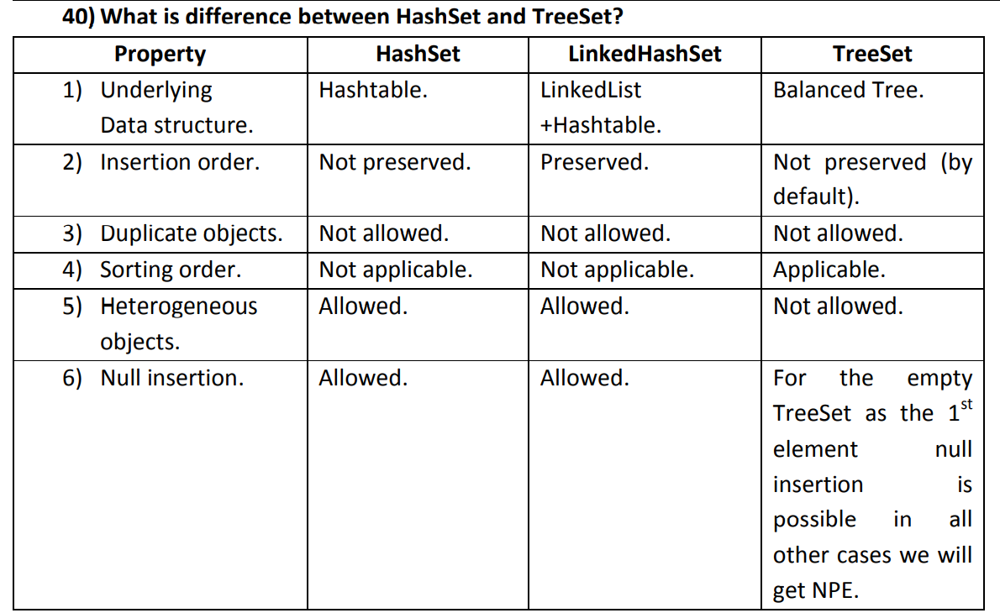 40) What is difference between HashSet and TreeSet?
Property HashSet LinkedHashSet TreeSet
1) Underlying Data structure. Hashtable. LinkedList +Hashtable. Balanced Tree.
2) Insertion order. Not preserved. Preserved. Not preserved (by default).
3) Duplicate objects. Not allowed. Not allowed. Not allowed.
4) Sorting order. Not applicable. Not applicable. Applicable.
5) Heterogeneous objects. Allowed. Allowed. Not allowed.
6) Null insertion. Allowed. Allowed. For the empty
TreeSet as the 1st
element null
insertion is
possible in all
other cases we will
get NPE.